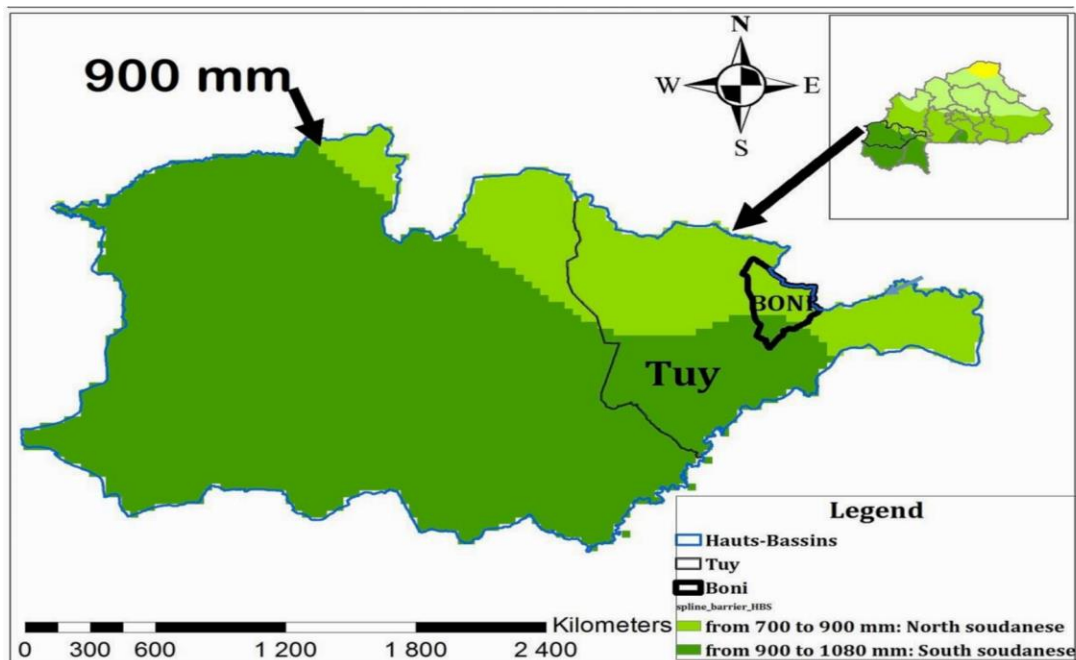 N
900 mm
W E
S
BONI
Tuy
Legend
Hauts-Bassins
Tuy
Boni
spline_barrier_HBS
from 700 to 900 mm: North soudanese
from 900 to 1080 mm: South soudanese
Kilometers
0 300 600 1 200 1 800 2 400